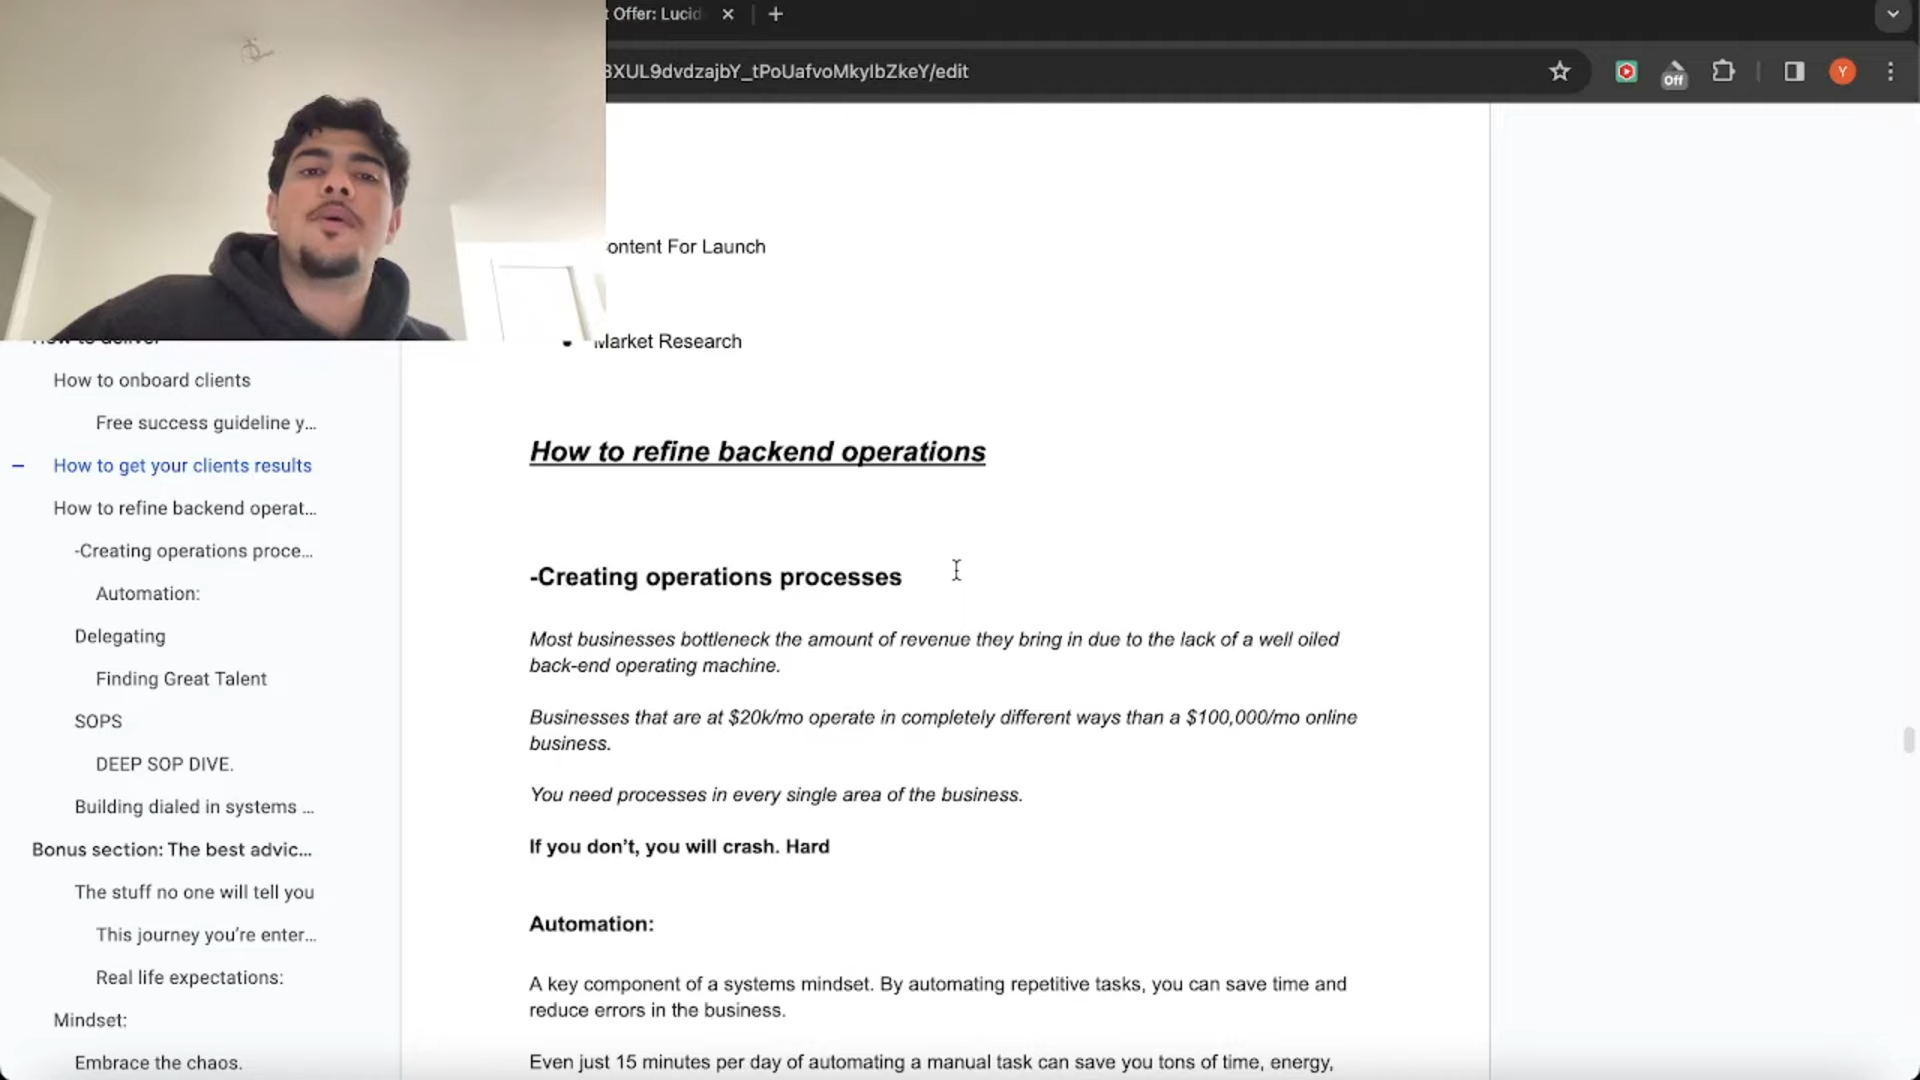 t Offer: Lucid
3XUL9dvdzajbY_tPoUafvoMkyIbZkeY/edit
Off
Y
ontent For Launch
Market Research
How to deliver
How to onboard clients
Free success guideline y...
How to get your clients results
How to refine backend operat...
-Creating operations proce...
Automation:
Delegating
Finding Great Talent
SOPS
DEEP SOP DIVE.
Building dialed in systems ...
Bonus section: The best advic...
The stuff no one will tell you
This journey you're enter...
Real life expectations:
Mindset:
Embrace the chaos.
How to refine backend operations
-Creating operations processes
Most businesses bottleneck the amount of revenue they bring in due to the lack of a well oiled
back-end operating machine.
Businesses that are at $20k/mo operate in completely different ways than a $100,000/mo online
business.
You need processes in every single area of the business.
If you don't, you will crash. Hard
Automation:
A key component of a systems mindset. By automating repetitive tasks, you can save time and
reduce errors in the business.
Even just 15 minutes per day of automating a manual task can save you tons of time, energy,